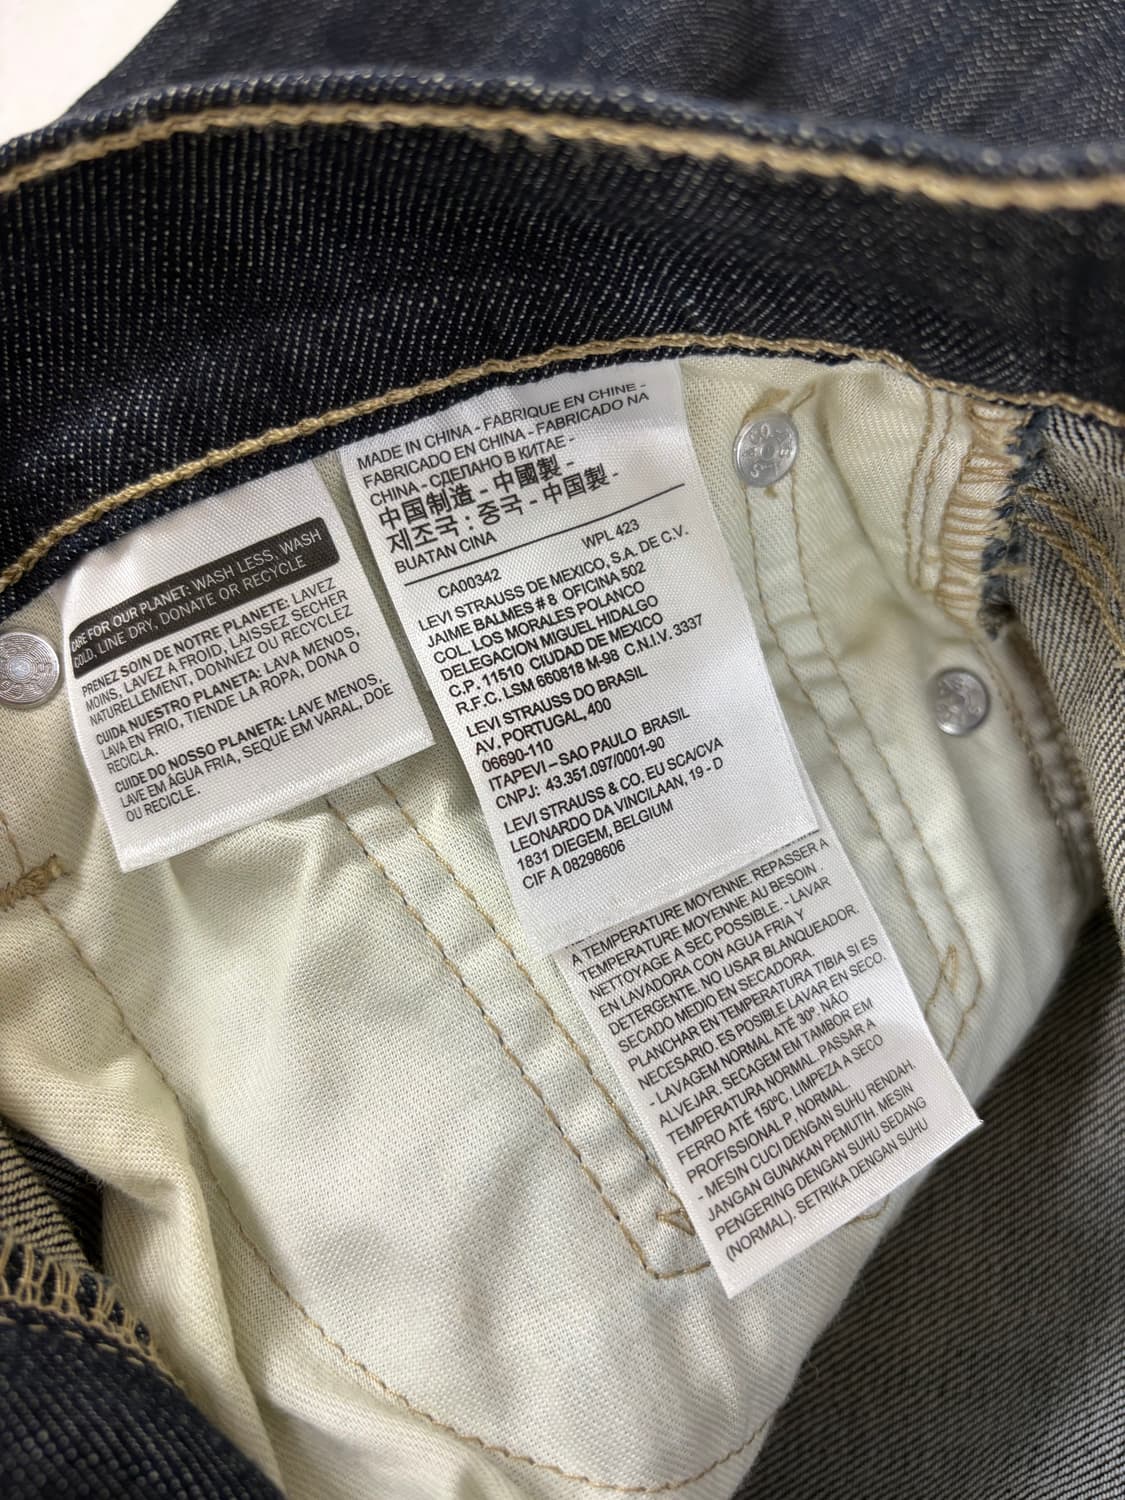 CARE FOR OUR PLANET: WASH LESS, WASH
COLD, LINE DRY, DONATE OR RECYCLE
PRENEZ SOIN DE NOTRE PLANETE: LAVEZ
MOINS, LAVEZ A FROID, LAISSEZ SECHER
NATURELLEMENT, DONNEZ OU RECYCLEZ
CUIDA NUESTRO PLANETA: LAVA MENOS,
LAVA EN FRIO, TIENDE LA ROPA, DONA O
RECICLA.
CUIDE DO NOSSO PLANETA: LAVE MENOS,
LAVE EM ÁGUA FRIA, SEQUE EM VARAL, DOE
OU RECICLE.
MADE IN CHINA - FABRIQUE EN CHINE -
FABRICADO EN CHINA - FABRICADO NA
CHINA - СДЕЛАНО В КИТАЕ -
中国制造 - 中國製 -
제조국 : 중국 - 中国製 -
BUATAN CINA
CA00342 WPL 423
LEVI STRAUSS DE MEXICO, S.A. DE C.V.
JAIME BALMES # 8 OFICINA 502
COL. LOS MORALES POLANCO
DELEGACION MIGUEL HIDALGO
C.P. 11510 CIUDAD DE MEXICO
R.F.C. LSM 660818 M-98 C.N.I.V. 3337
LEVI STRAUSS DO BRASIL
AV. PORTUGAL, 400
06690-110
ITAPEVI – SAO PAULO BRASIL
CNPJ: 43.351.097/0001-90
LEVI STRAUSS & CO. EU SCA/CVA
LEONARDO DA VINCILAAN, 19 - D
1831 DIEGEM, BELGIUM
CIF A 08298606
A TEMPERATURE MOYENNE. REPASSER A
TEMPERATURE MOYENNE AU BESOIN .
NETTOYAGE A SEC POSSIBLE. - LAVAR
EN LAVADORA CON AGUA FRIA Y
DETERGENTE. NO USAR BLANQUEADOR.
SECADO MEDIO EN SECADORA.
PLANCHAR EN TEMPERATURA TIBIA SI ES
NECESARIO. ES POSIBLE LAVAR EN SECO.
- LAVAGEM NORMAL ATÉ 30º. NÃO
ALVEJAR. SECAGEM EM TAMBOR EM
TEMPERATURA NORMAL. PASSAR A
FERRO ATÉ 150ºC. LIMPEZA A SECO
PROFISSIONAL P, NORMAL.
- MESIN CUCI DENGAN SUHU RENDAH.
JANGAN GUNAKAN PEMUTIH. MESIN
PENGERING DENGAN SUHU SEDANG
(NORMAL). SETRIKA DENGAN SUHU